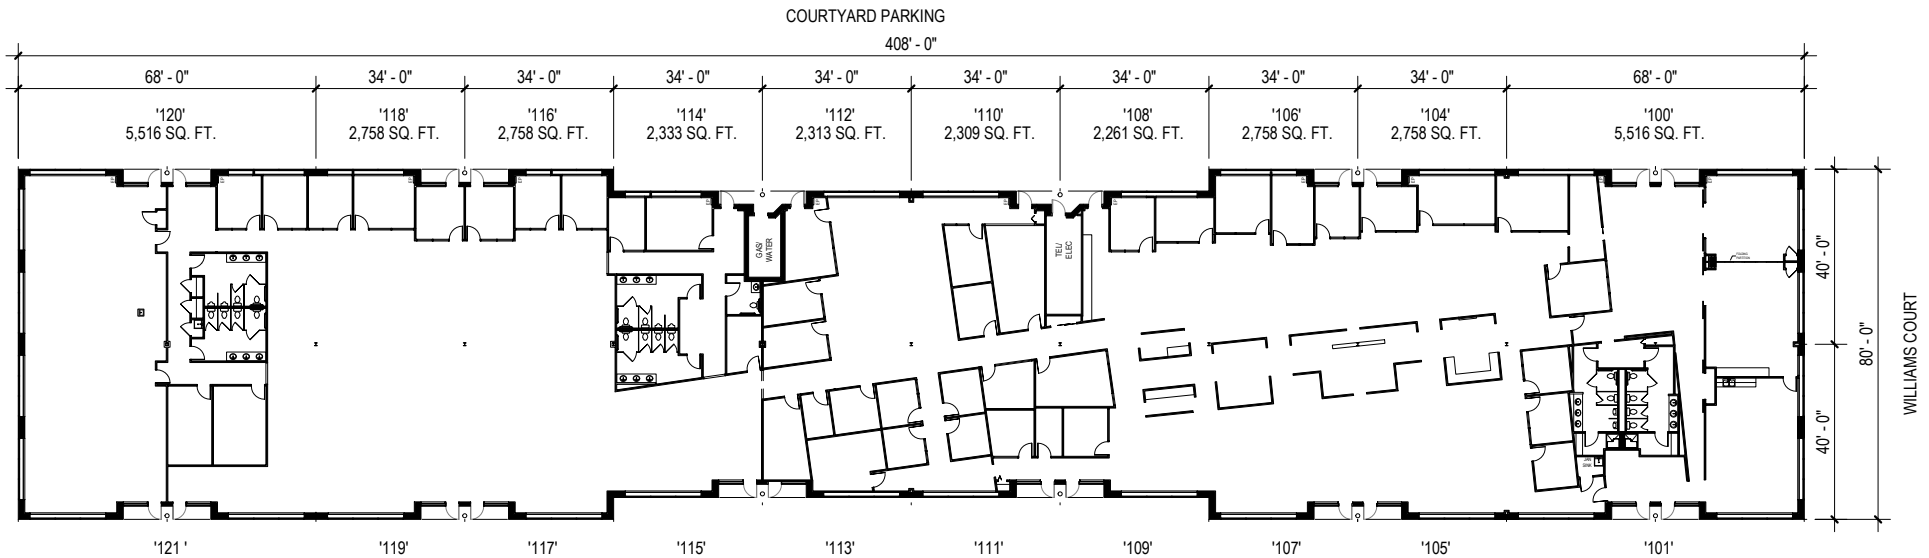 COURTYARD PARKING
408' - 0"
68' - 0"
34' - 0"
34' - 0"
34' - 0"
34' - 0"
34' - 0"
34' - 0"
34' - 0"
34' - 0"
68' - 0"
'120'
5,516 SQ. FT.
'118'
2,758 SQ. FT.
'116'
2,758 SQ. FT.
'114'
2,333 SQ. FT.
'112'
2,313 SQ. FT.
'110'
2,309 SQ. FT.
'108'
2,261 SQ. FT.
'106'
2,758 SQ. FT.
'104'
2,758 SQ. FT.
'100'
5,516 SQ. FT.
GAS/
WATER
TEL/
ELEC
40' - 0"
40' - 0"
80' - 0"
WILLIAMS COURT
JAN
SINK
'121 '
'119'
'117'
'115'
'113'
'111'
'109'
'107'
'105'
'101'